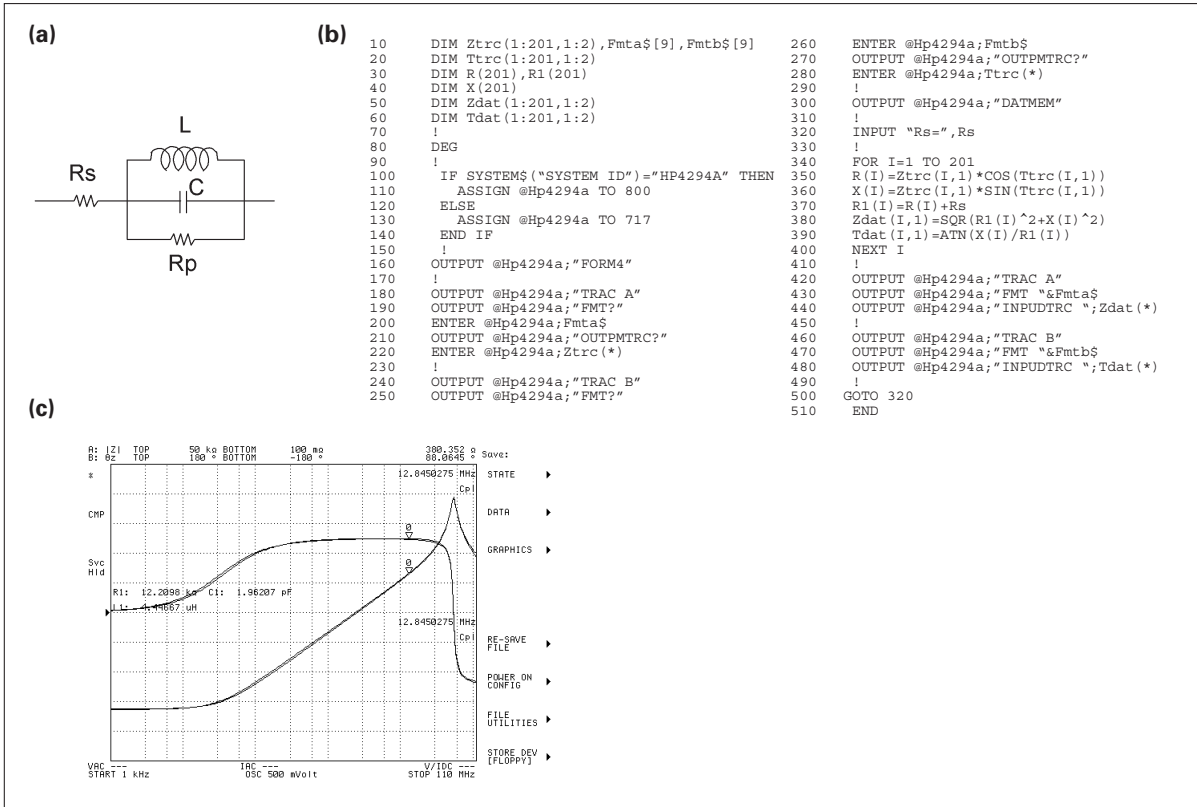 (a)
L
Rs
C
Rp
(b)
10 DIM Ztrc(1:201,1:2),Fmta$[9],Fmtb$[9]
20 DIM Ttrc(1:201,1:2)
30 DIM R(201),R1(201)
40 DIM X(201)
50 DIM Zdat(1:201,1:2)
60 DIM Tdat(1:201,1:2)
70 !
80 DEG
90 !
100 IF SYSTEM$(“SYSTEM ID”)=”HP4294A” THEN
110 ASSIGN @Hp4294a TO 800
120 ELSE
130 ASSIGN @Hp4294a TO 717
140 END IF
150 !
160 OUTPUT @Hp4294a;”FORM4”
170 !
180 OUTPUT @Hp4294a;”TRAC A”
190 OUTPUT @Hp4294a;”FMT?”
200 ENTER @Hp4294a;Fmta$
210 OUTPUT @Hp4294a;”OUTPMTRC?”
220 ENTER @Hp4294a;Ztrc(*)
230 !
240 OUTPUT @Hp4294a;”TRAC B”
250 OUTPUT @Hp4294a;”FMT?”
260 ENTER @Hp4294a;Fmtb$
270 OUTPUT @Hp4294a;”OUTPMTRC?”
280 ENTER @Hp4294a;Ttrc(*)
290 !
300 OUTPUT @Hp4294a;”DATMEM”
310 !
320 INPUT “Rs=”,Rs
330 !
340 FOR I=1 TO 201
350 R(I)=Ztrc(I,1)*COS(Ttrc(I,1))
360 X(I)=Ztrc(I,1)*SIN(Ttrc(I,1))
370 R1(I)=R(I)+Rs
380 Zdat(I,1)=SQR(R1(I)^2+X(I)^2)
390 Tdat(I,1)=ATN(X(I)/R1(I))
400 NEXT I
410 !
420 OUTPUT @Hp4294a;”TRAC A”
430 OUTPUT @Hp4294a;”FMT “&Fmta$
440 OUTPUT @Hp4294a;”INPUDTRC “;Zdat(*)
450 !
460 OUTPUT @Hp4294a;”TRAC B”
470 OUTPUT @Hp4294a;”FMT “&Fmtb$
480 OUTPUT @Hp4294a;”INPUDTRC “;Tdat(*)
490 !
500 GOTO 320
510 END
(c)
A: |Z| TOP 50 kΩ BOTTOM 100 mΩ 380.352 Ω
B: θz TOP 180 ° BOTTOM -180 ° 88.0645 °
Save:
12.8450275 MHz
Cpl
STATE
CMP
DATA
0
GRAPHICS
Svc
Hld
0
R1: 12.2098 kΩ C1: 1.96207 pF
L1: 4.44667 uH
12.8450275 MHz
Cpl
RE-SAVE
FILE
POWER ON
CONFIG
FILE
UTILITIES
STORE DEV
[FLOPPY]
VAC --- IAC --- V/IDC ---
START 1 kHz OSC 500 mVolt STOP 110 MHz